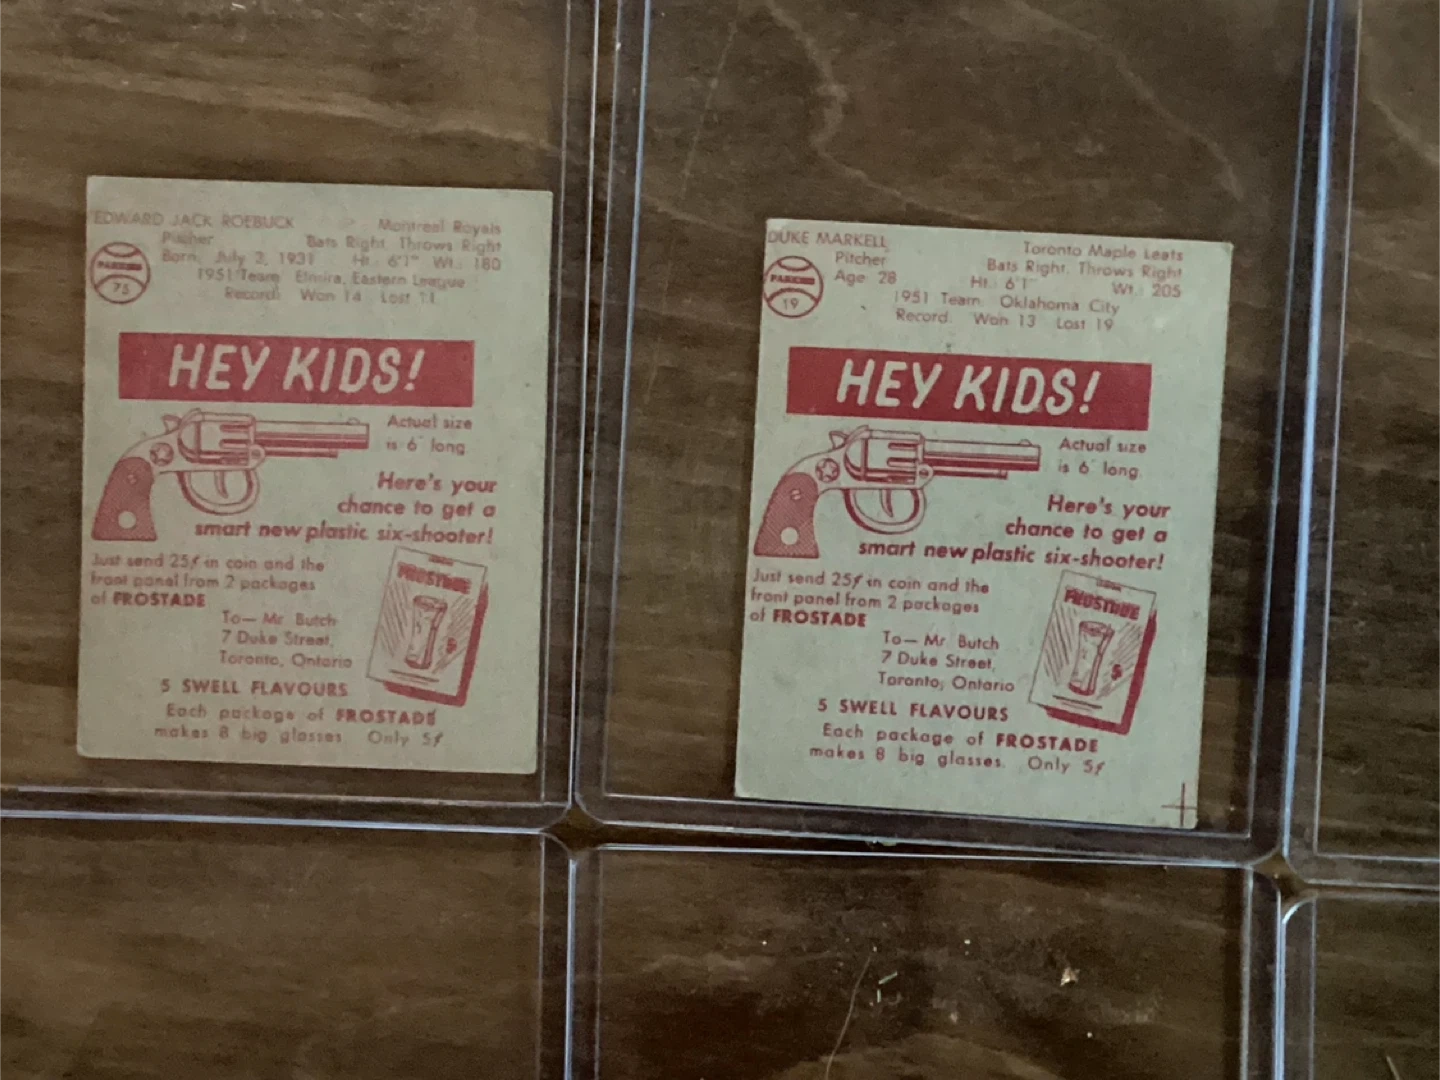 EDWARD JACK ROEBUCK Montreal Royals
Pitcher Bats Right. Throws Right
Born, July 2, 1931 Ht. 6'1" Wt. 180
1951 Team Elmira, Eastern League
Record: Won 14 Lost 11
PARKIES
75
HEY KIDS!
Actual size
is 6" long
Here's your
chance to get a
smart new plastic six-shooter!
Just send 25¢ in coin and the
front panel from 2 packages
of FROSTADE
FROSTADE
5
To— Mr. Butch
7 Duke Street,
Toronto, Ontario
5 SWELL FLAVOURS
Each package of FROSTADE
makes 8 big glasses. Only 5¢
DUKE MARKELL Toronto Maple Leafs
Pitcher Bats Right. Throws Right
Age 28 Ht. 6'1" Wt. 205
1951 Team. Oklahoma City
Record. Won 13 Lost 19
PARKIES
19
HEY KIDS!
Actual size
is 6" long.
Here's your
chance to get a
smart new plastic six-shooter!
Just send 25¢ in coin and the
front panel from 2 packages
of FROSTADE
FROSTADE
5
To— Mr. Butch
7 Duke Street,
Toronto, Ontario
5 SWELL FLAVOURS
Each package of FROSTADE
makes 8 big glasses. Only 5¢